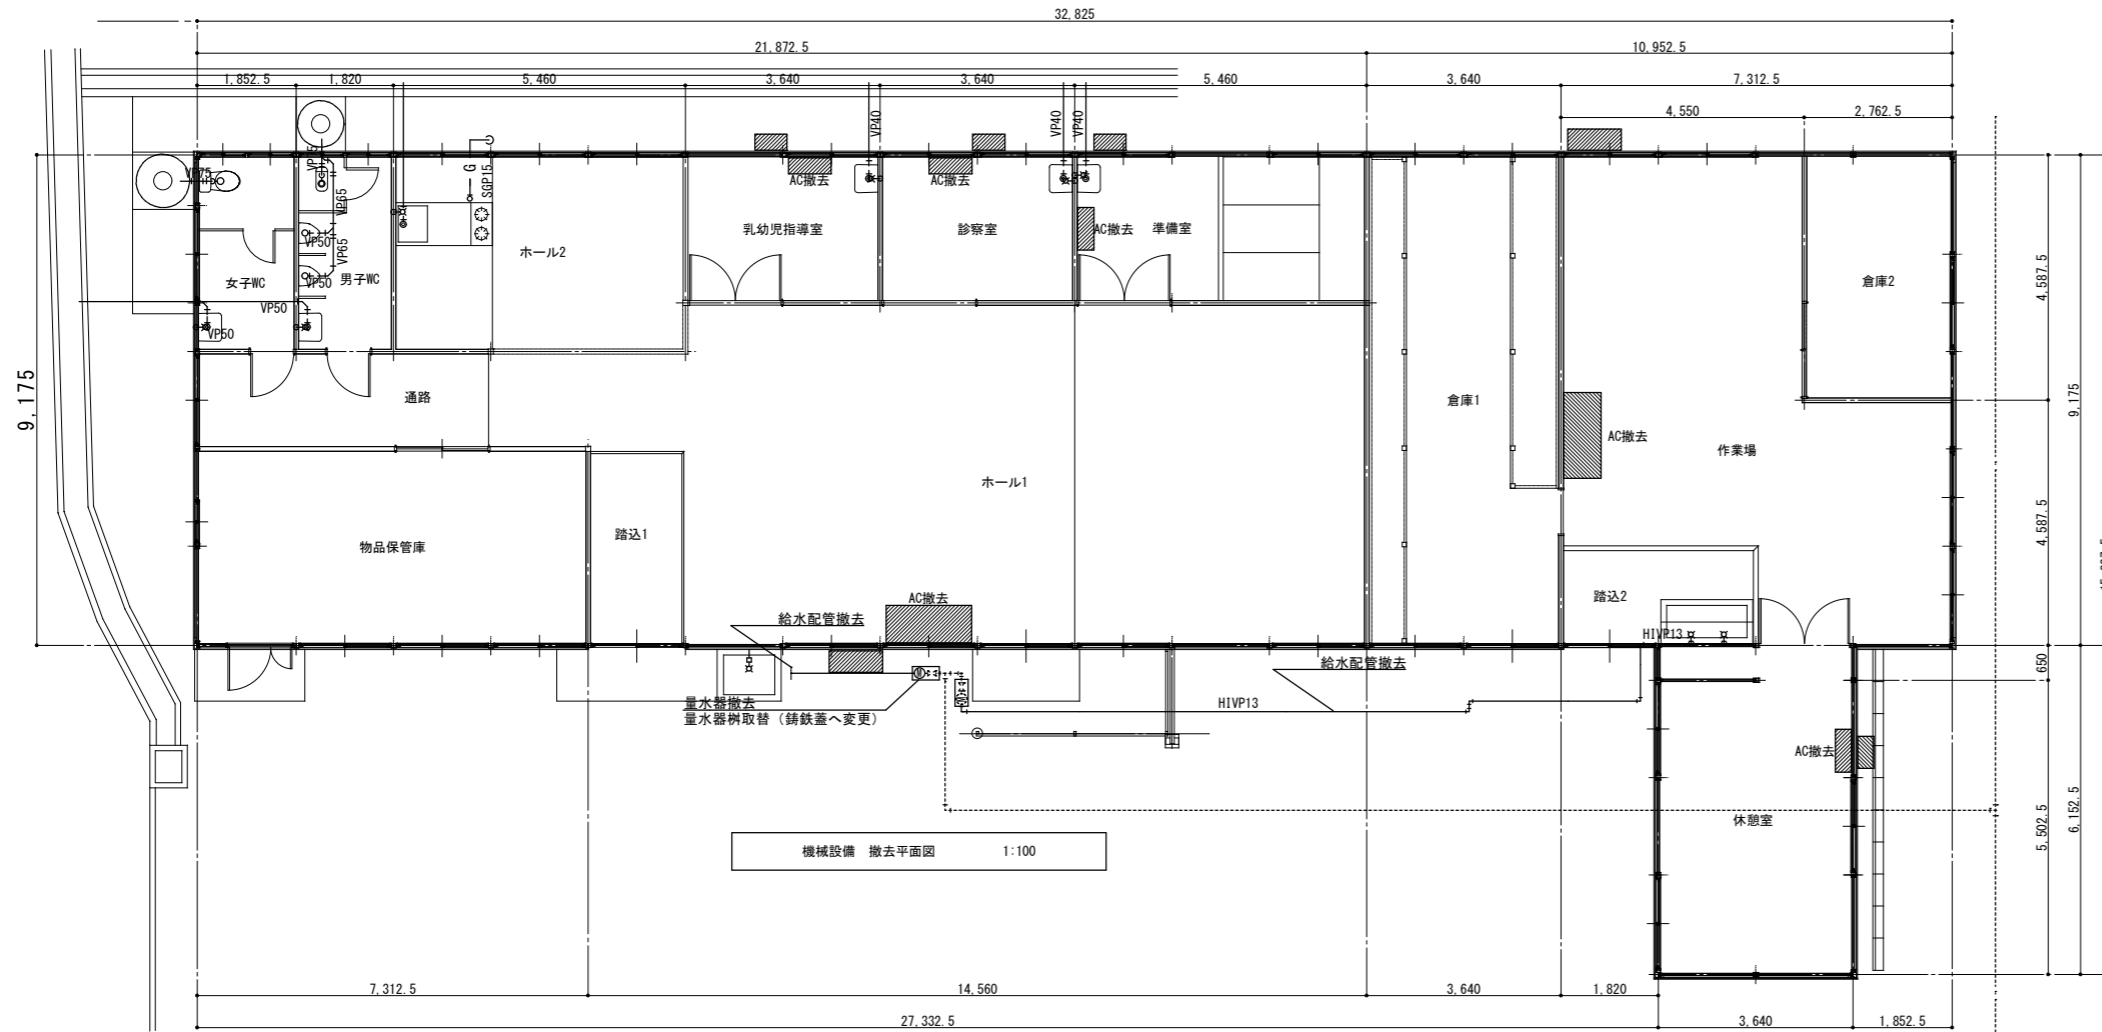 32,825
21,872.5
10,952.5
1,852.5
1,820
5,460
3,640
3,640
5,460
3,640
7,312.5
4,550
2,762.5
VP40
VP40
VP40
VP75
VP75
VP65
VP65
VP50
VP50
VP50
VP50
G
SGP15
AC撤去
AC撤去
AC撤去
乳幼児指導室
診察室
準備室
ホール2
女子WC
男子WC
倉庫2
4,587.5
9,175
9,175
通路
倉庫1
AC撤去
作業場
ホール1
物品保管庫
踏込1
4,587.5
AC撤去
踏込2
給水配管撤去
HIVP13
給水配管撤去
650
量水器撤去
量水器桝取替（鋳鉄蓋へ変更）
HIVP13
AC撤去
休憩室
5,502.5
6,152.5
機械設備　撤去平面図　1:100
7,312.5
14,560
3,640
1,820
27,332.5
3,640
1,852.5